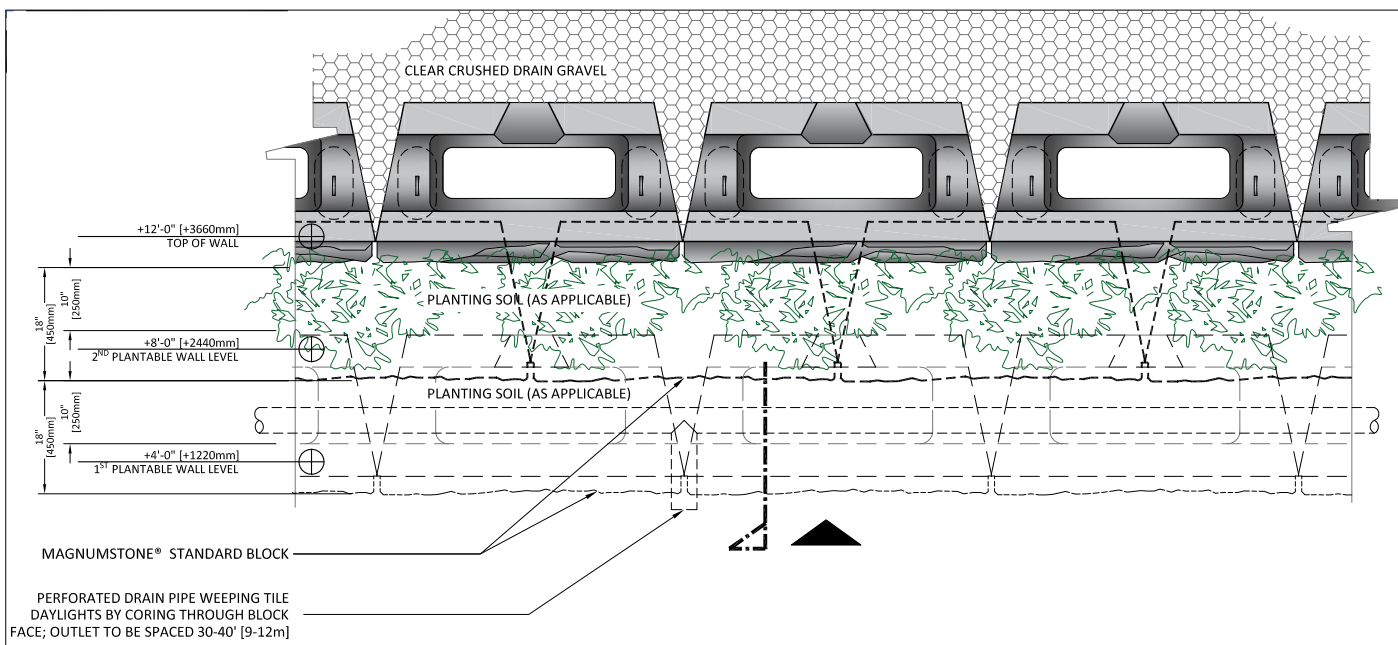 CLEAR CRUSHED DRAIN GRAVEL
+12'-0" [+3660mm]
TOP OF WALL
PLANTING SOIL (AS APPLICABLE)
18"
[450mm]
10"
[250mm]
+8'-0" [+2440mm]
2ND PLANTABLE WALL LEVEL
PLANTING SOIL (AS APPLICABLE)
18"
[450mm]
10"
[250mm]
+4'-0" [+1220mm]
1ST PLANTABLE WALL LEVEL
MAGNUMSTONE® STANDARD BLOCK
PERFORATED DRAIN PIPE WEEPING TILE
DAYLIGHTS BY CORING THROUGH BLOCK
FACE; OUTLET TO BE SPACED 30-40' [9-12m]